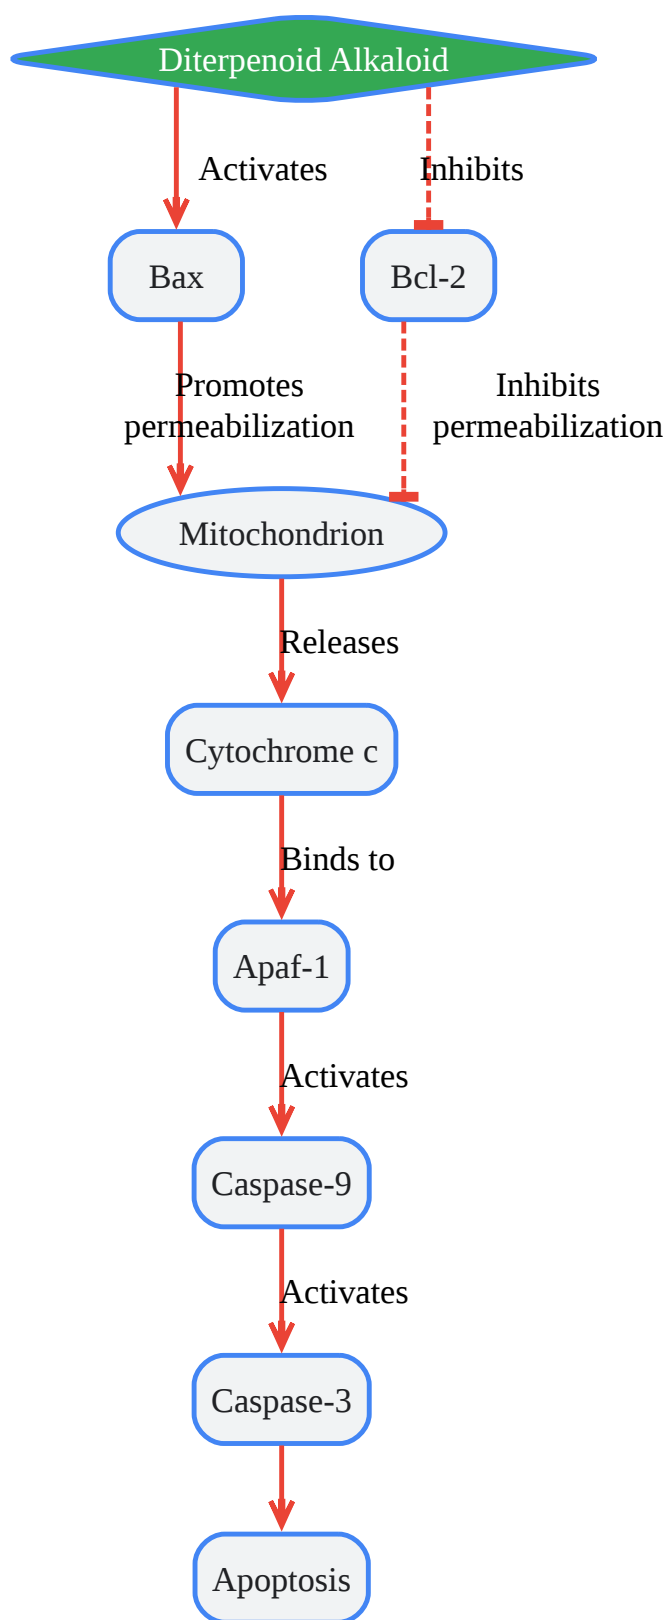 Diterpenoid Alkaloid
Activates
Inhibits
Bax
Bcl-2
Promotes
permeabilization
Inhibits
permeabilization
Mitochondrion
Releases
Cytochrome c
Binds to
Apaf-1
Activates
Caspase-9
Activates
Caspase-3
Apoptosis